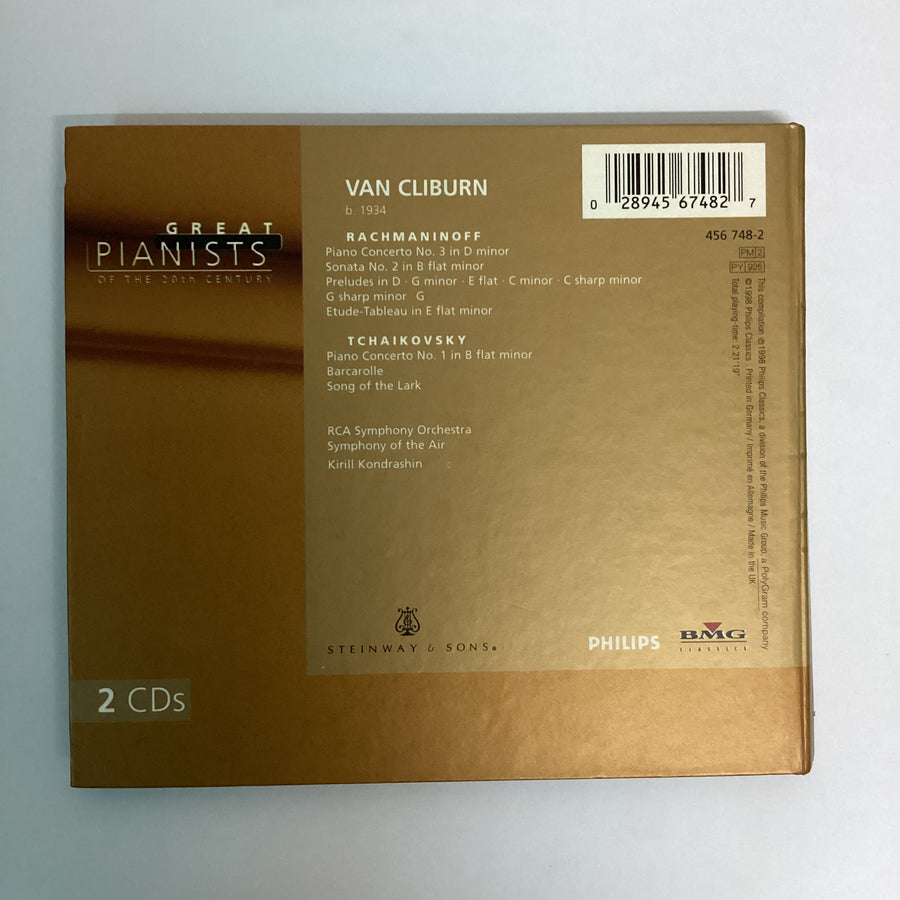 GREAT
PIANISTS
OF THE 20TH CENTURY
VAN CLIBURN
b. 1934
RACHMANINOFF
Piano Concerto No. 3 in D minor
Sonata No. 2 in B flat minor
Preludes in D · G minor · E flat · C minor · C sharp minor
G sharp minor G
Etude-Tableau in E flat minor
TCHAIKOVSKY
Piano Concerto No. 1 in B flat minor
Barcarolle
Song of the Lark
RCA Symphony Orchestra
Symphony of the Air
Kirill Kondrashin
0 28945 67482 7
456 748-2
PM 2
PY 925
This compilation ℗1998 Philips Classics, a division of the Philips Music Group, a PolyGram company
©1998 Philips Classics · Printed in Germany / Imprimé en Allemagne / Made in the UK
Total playing-time: 2.21'19"
STEINWAY & SONS®
PHILIPS
BMG
CLASSICS
2 CDs